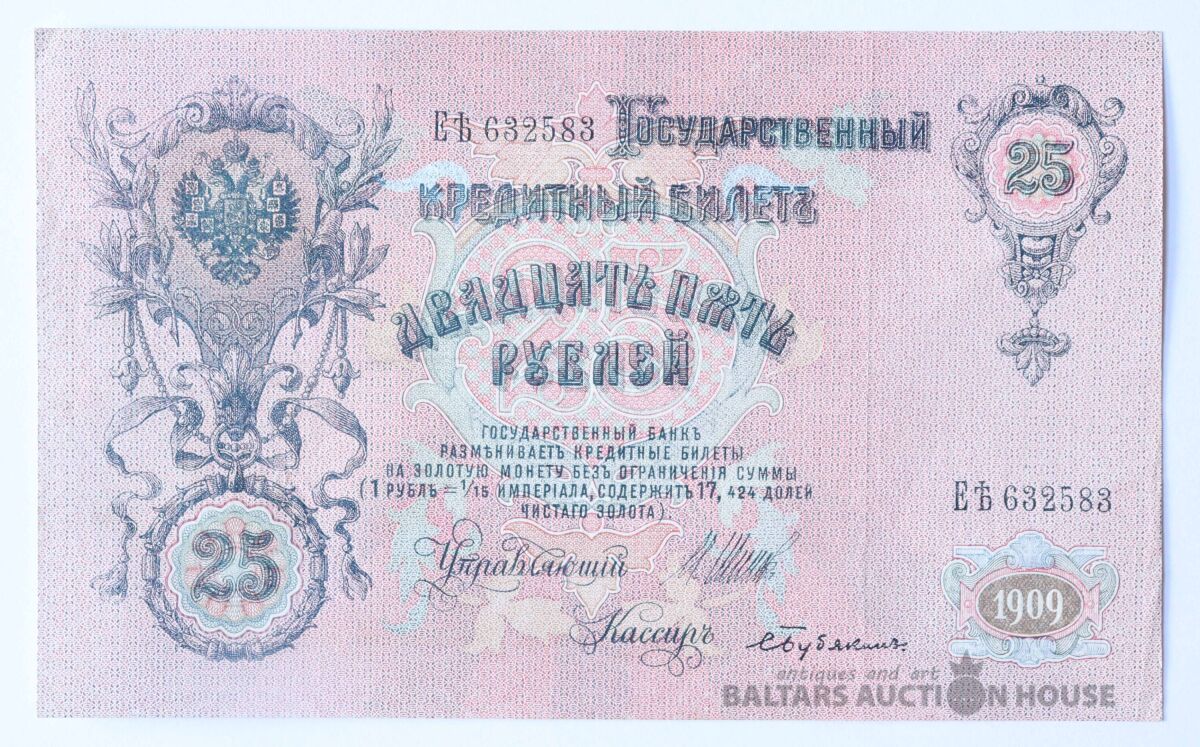 ЕѢ 632583 Государственный
25
Кредитный Билетъ
Двадцать пять
рублей
Государственный Банкъ
размѣниваетъ кредитные билеты
на золотую монету безъ ограниченія суммы
(1 рубль = 1/15 имперіала, содержитъ 17,424 долей
чистаго золота).
ЕѢ 632583
25
Управляющій
Кассиръ
1909
antiques and art
BALTARS AUCTION HOUSE